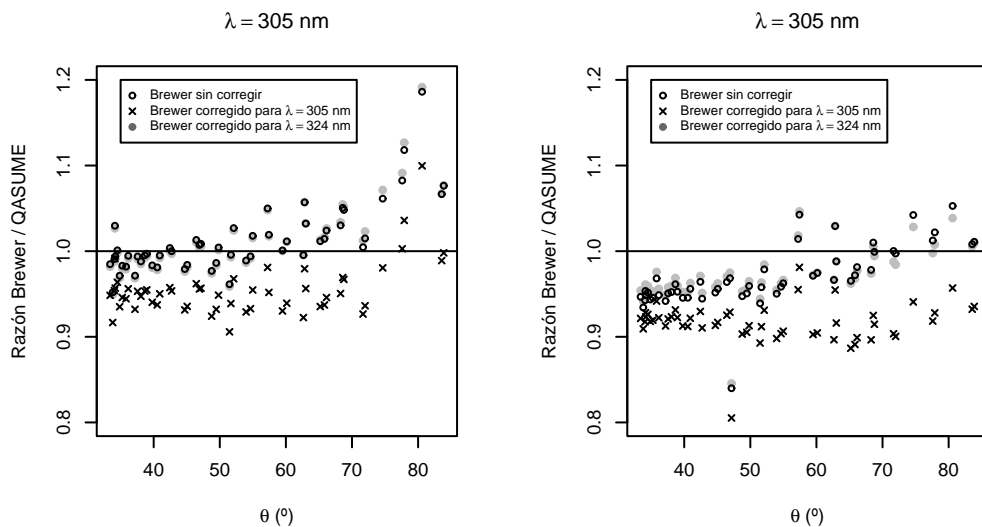 λ = 305 nm
Razón Brewer / QASUME
1.2
1.1
1.0
0.9
0.8
Brewer sin corregir
Brewer corregido para λ = 305 nm
Brewer corregido para λ = 324 nm
40
50
60
70
80
θ (º)
λ = 305 nm
Razón Brewer / QASUME
1.2
1.1
1.0
0.9
0.8
Brewer sin corregir
Brewer corregido para λ = 305 nm
Brewer corregido para λ = 324 nm
40
50
60
70
80
θ (º)